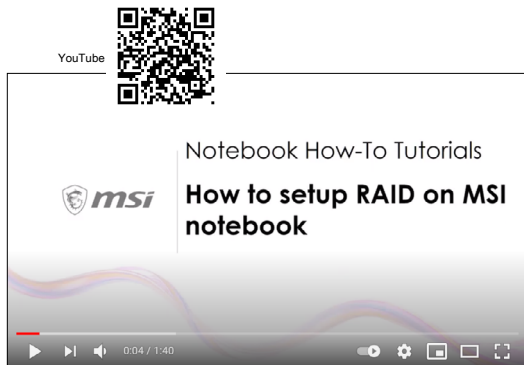 YouTube
Notebook How-To Tutorials
msi
How to setup RAID on MSI
notebook
0:04 / 1:40